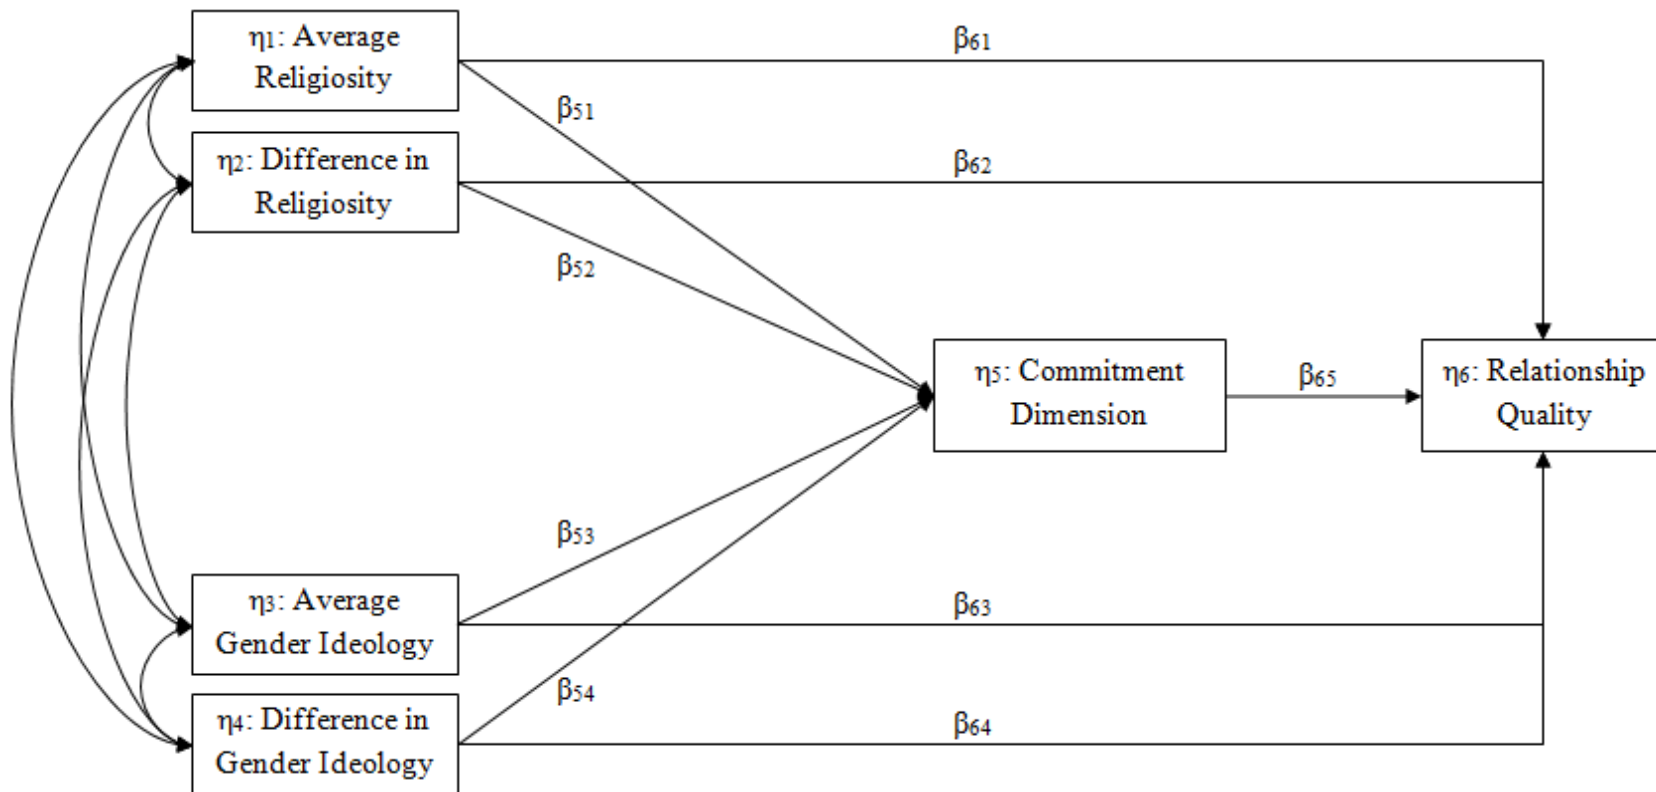 η1: Average
Religiosity
β61
β51
η2: Difference in
Religiosity
β62
β52
η5: Commitment
Dimension
β65
η6: Relationship
Quality
β53
η3: Average
Gender Ideology
β63
β54
η4: Difference in
Gender Ideology
β64